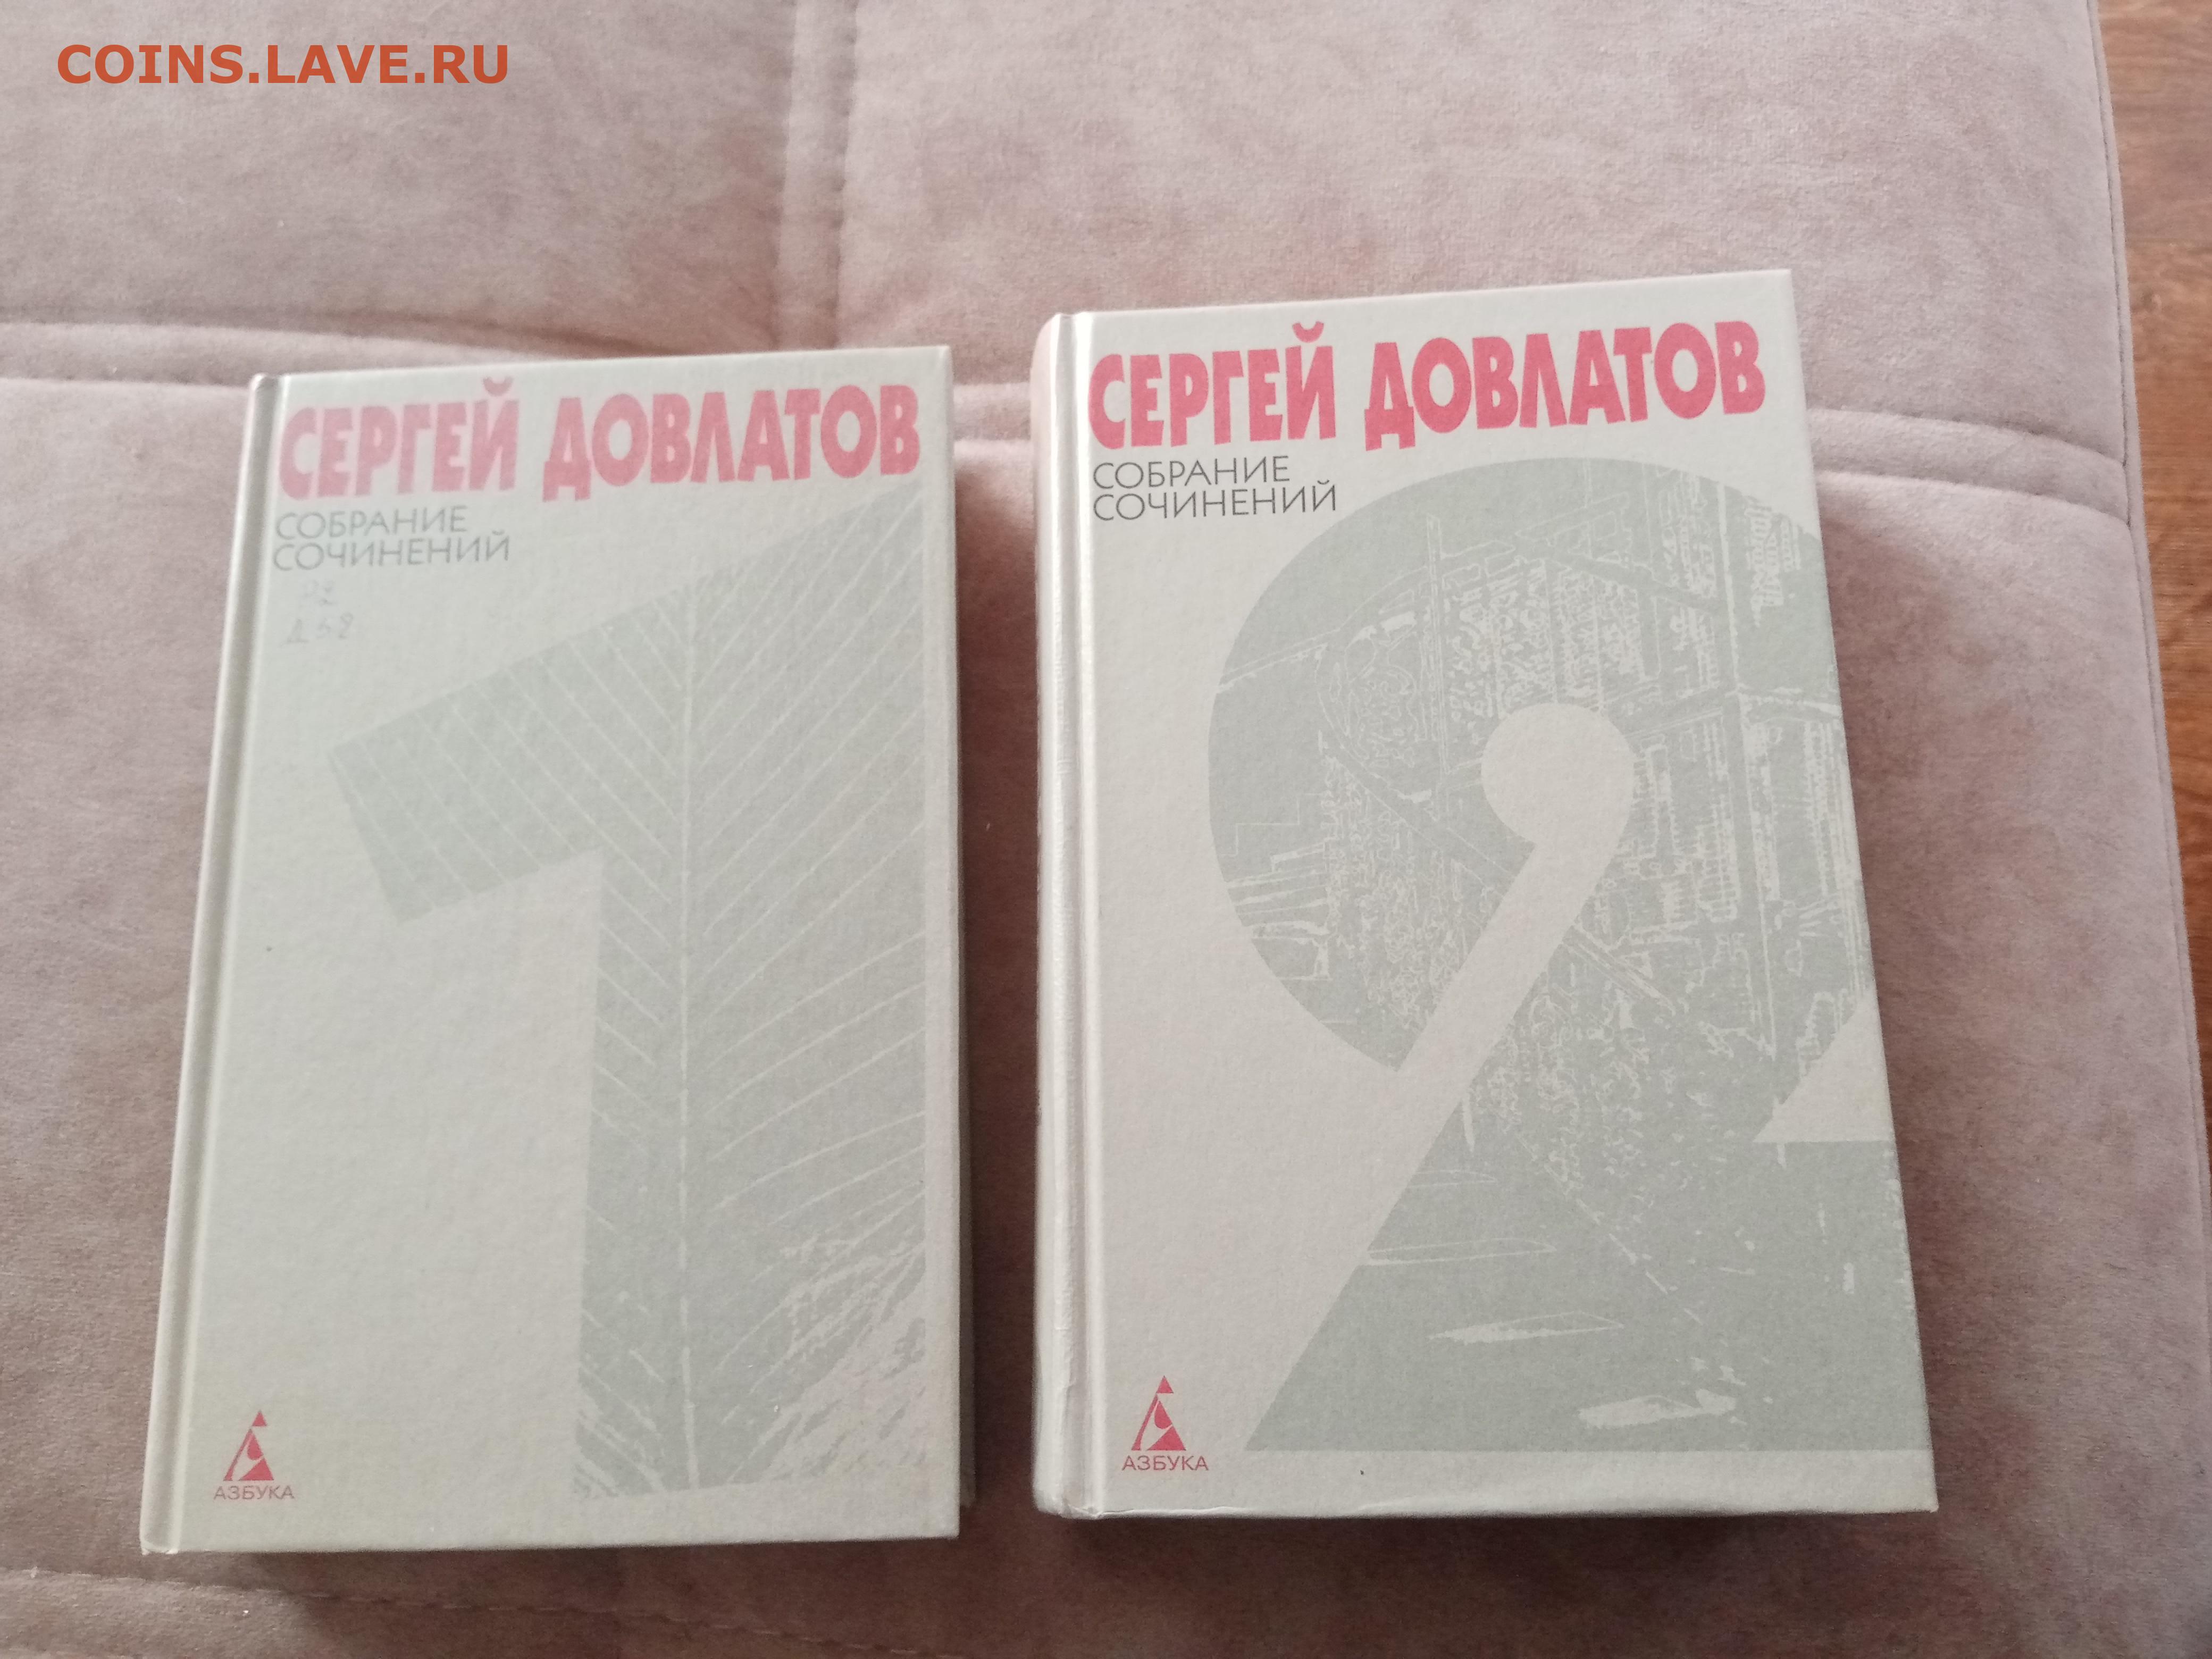 COINS.LAVE.RU
СЕРГЕЙ ДОВЛАТОВ
СОБРАНИЕ
СОЧИНЕНИЙ
1
АЗБУКА
СЕРГЕЙ ДОВЛАТОВ
СОБРАНИЕ
СОЧИНЕНИЙ
2
АЗБУКА